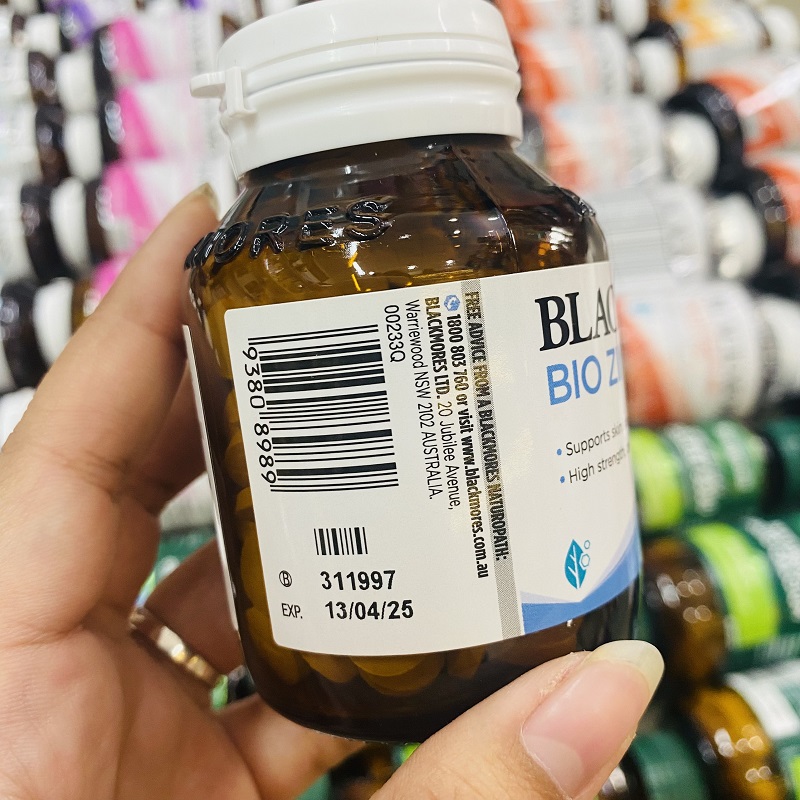 MORES
9380 8989
00233Q
Warriewood NSW 2102 AUSTRALIA.
BLACKMORES LTD. 20 Jubilee Avenue,
1800 803 760 or visit www.blackmores.com.au
FREE ADVICE FROM A BLACKMORES NATUROPATH:
B 311997
EXP. 13/04/25
BLAC
BIO Z
• Supports skin
• High strength